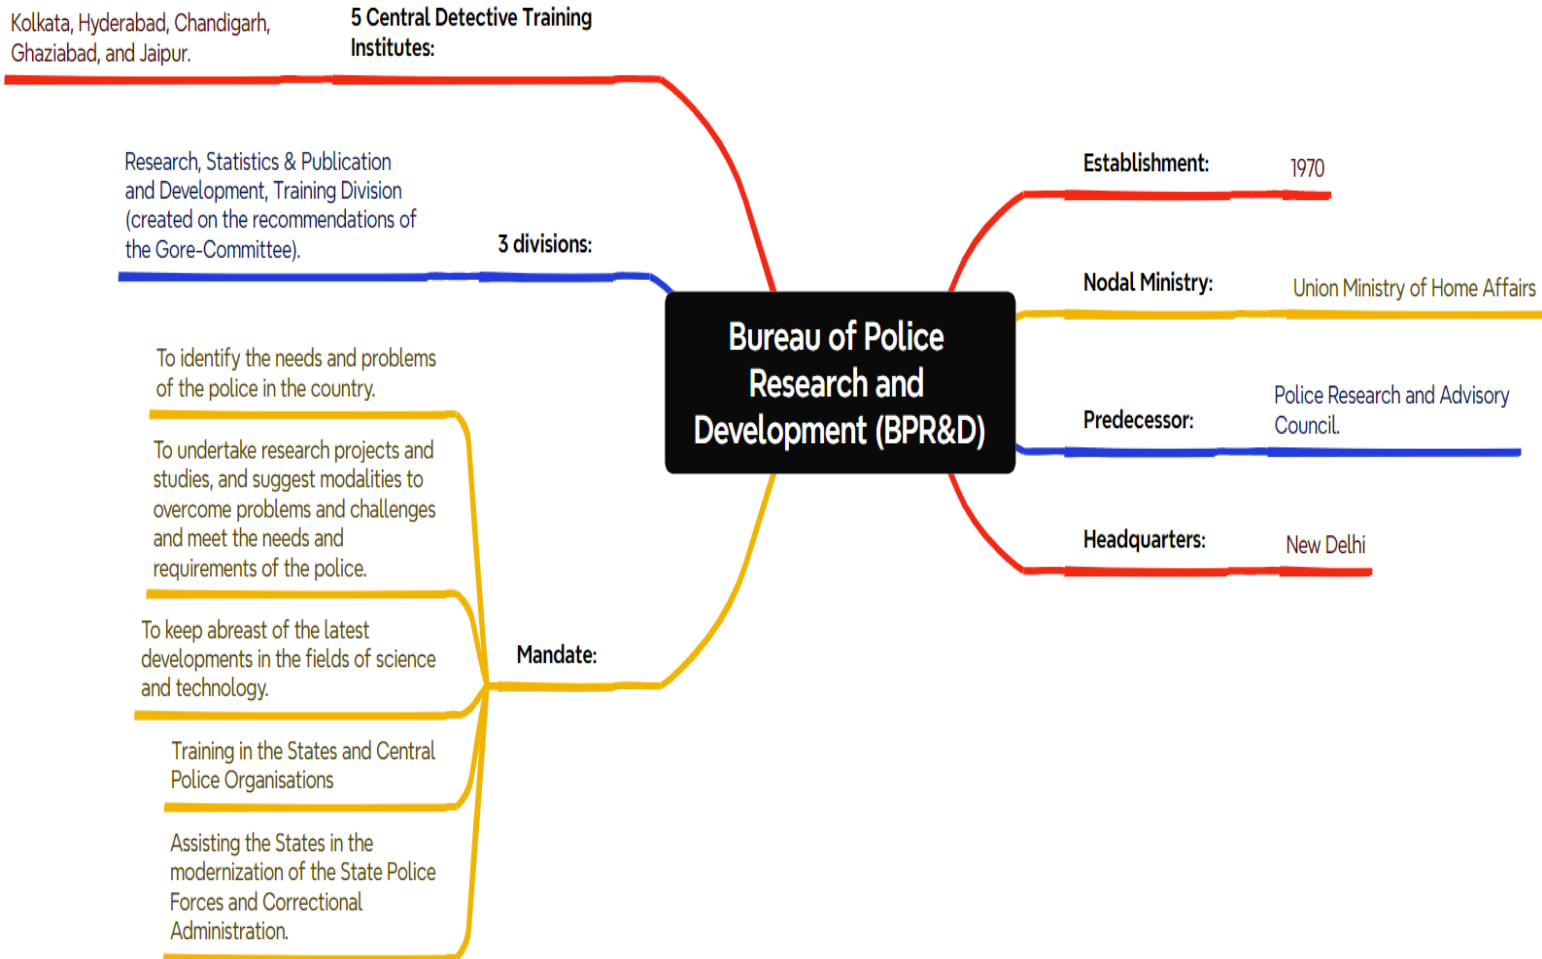 Kolkata, Hyderabad, Chandigarh,
Ghaziabad, and Jaipur.
5 Central Detective Training
Institutes:
Research, Statistics & Publication
and Development, Training Division
(created on the recommendations of
the Gore-Committee).
3 divisions:
To identify the needs and problems
of the police in the country.
To undertake research projects and
studies, and suggest modalities to
overcome problems and challenges
and meet the needs and
requirements of the police.
To keep abreast of the latest
developments in the fields of science
and technology.
Training in the States and Central
Police Organisations
Assisting the States in the
modernization of the State Police
Forces and Correctional
Administration.
Mandate:
Bureau of Police
Research and
Development (BPR&D)
Establishment:
1970
Nodal Ministry:
Union Ministry of Home Affairs
Predecessor:
Police Research and Advisory
Council.
Headquarters:
New Delhi